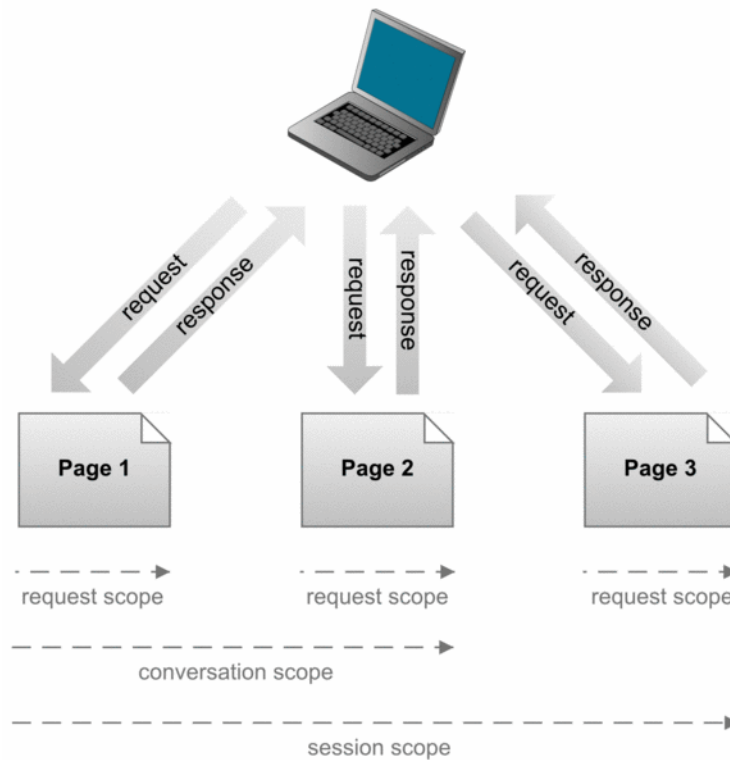 request
response
request
response
request
response
Page 1
Page 2
Page 3
request scope
request scope
request scope
conversation scope
session scope